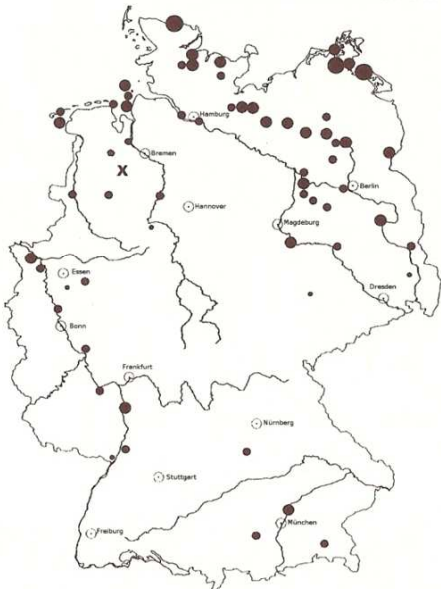 Hamburg
Bremen
X
Berlin
Hannover
Magdeburg
Essen
Dresden
Bonn
Frankfurt
Nürnberg
Stuttgart
München
Freiburg